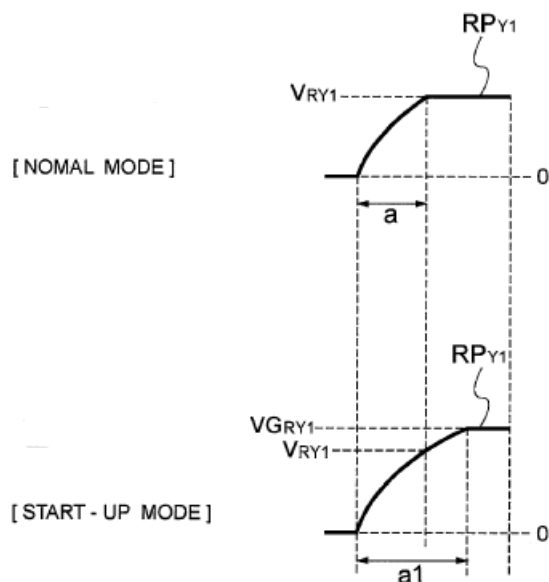 RPY1
VRY1
[ NOMAL MODE ]
0
a
RPY1
VGRY1
VRY1
[ START - UP MODE ]
0
a1